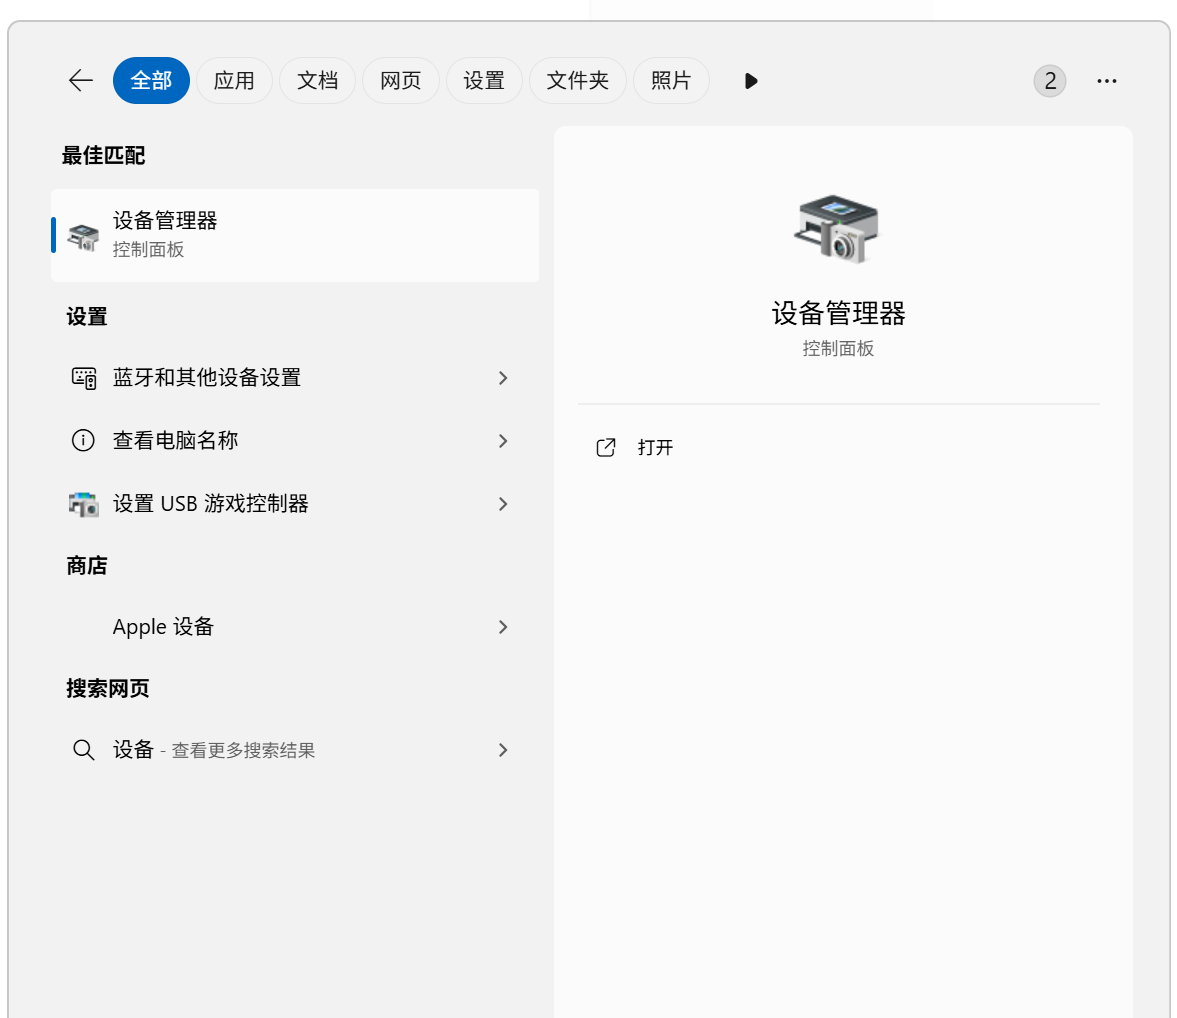 全部 应用 文档 网页 设置 文件夹 照片 2
最佳匹配
设备管理器
控制面板
设置
蓝牙和其他设备设置
查看电脑名称
设置 USB 游戏控制器
商店
Apple 设备
搜索网页
设备 - 查看更多搜索结果
设备管理器
控制面板
打开